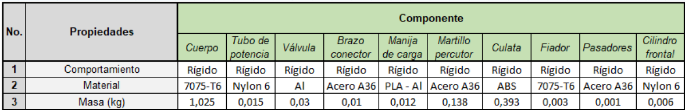 No. Propiedades Componente
Cuerpo Tubo de potencia Válvula Brazo conector Manija de carga Martillo percutor Culata Fiador Pasadores Cilindro frontal
1 Comportamiento Rígido Rígido Rígido Rígido Rígido Rígido Rígido Rígido Rígido Rígido
2 Material 7075-T6 Nylon 6 Al Acero A36 PLA - Al Acero A36 ABS 7075-T6 Acero A36 Nylon 6
3 Masa (kg) 1,025 0,015 0,03 0,01 0,012 0,138 0,393 0,003 0,001 0,006